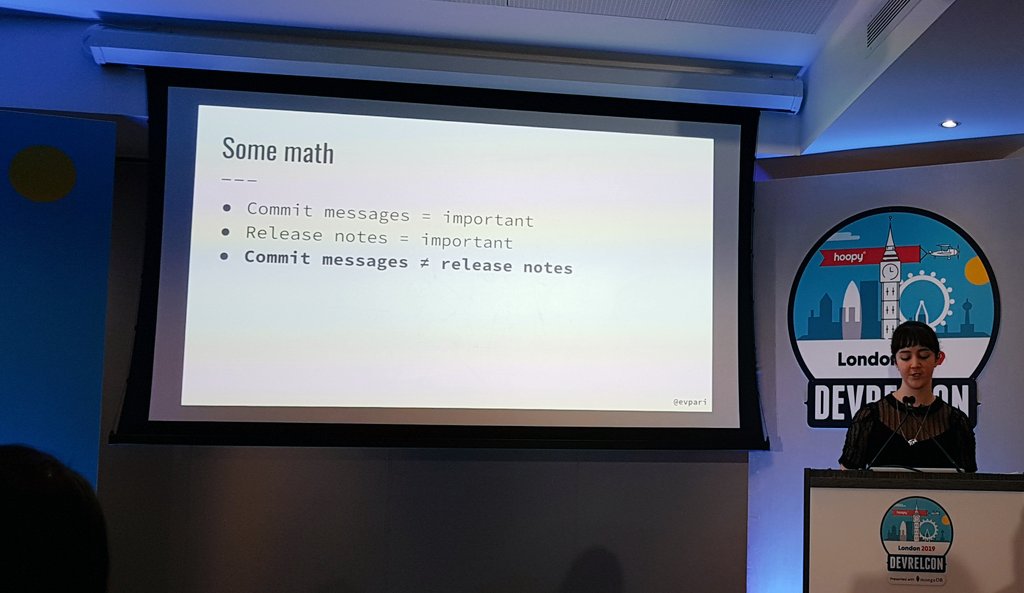 Some math
---
• Commit messages = important
• Release notes = important
• Commit messages ≠ release notes
@evpari
hoopy
London
DEVRELCON
hoopy
London 2019
DEVRELCON
Presented with mongoDB